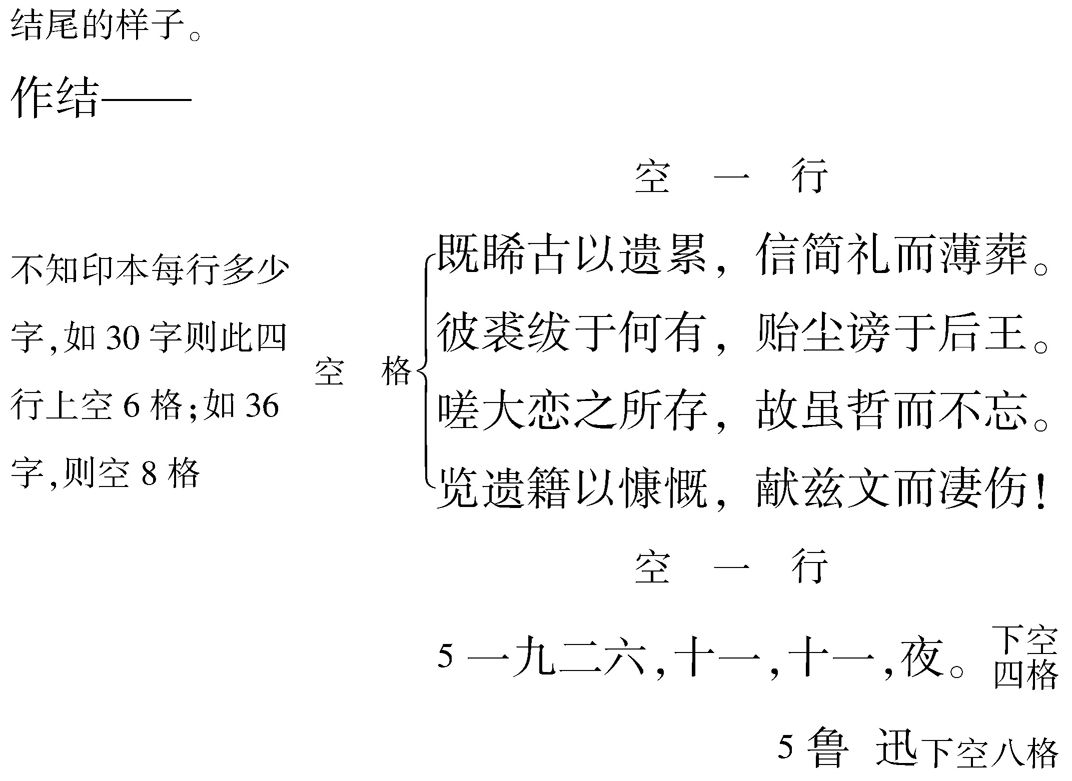 结尾的样子。
作结——
空 一 行
不知印本每行多少
字,如 30 字则此四
行上空 6 格;如 36
字,则空 8 格
空 格
既睎古以遗累，信简礼而薄葬。
彼裘绂于何有，贻尘谤于后王。
嗟大恋之所存，故虽哲而不忘。
览遗籍以慷慨，献兹文而凄伤!
空 一 行
5 一九二六,十一,十一,夜。下空四格
5 鲁 迅下空八格